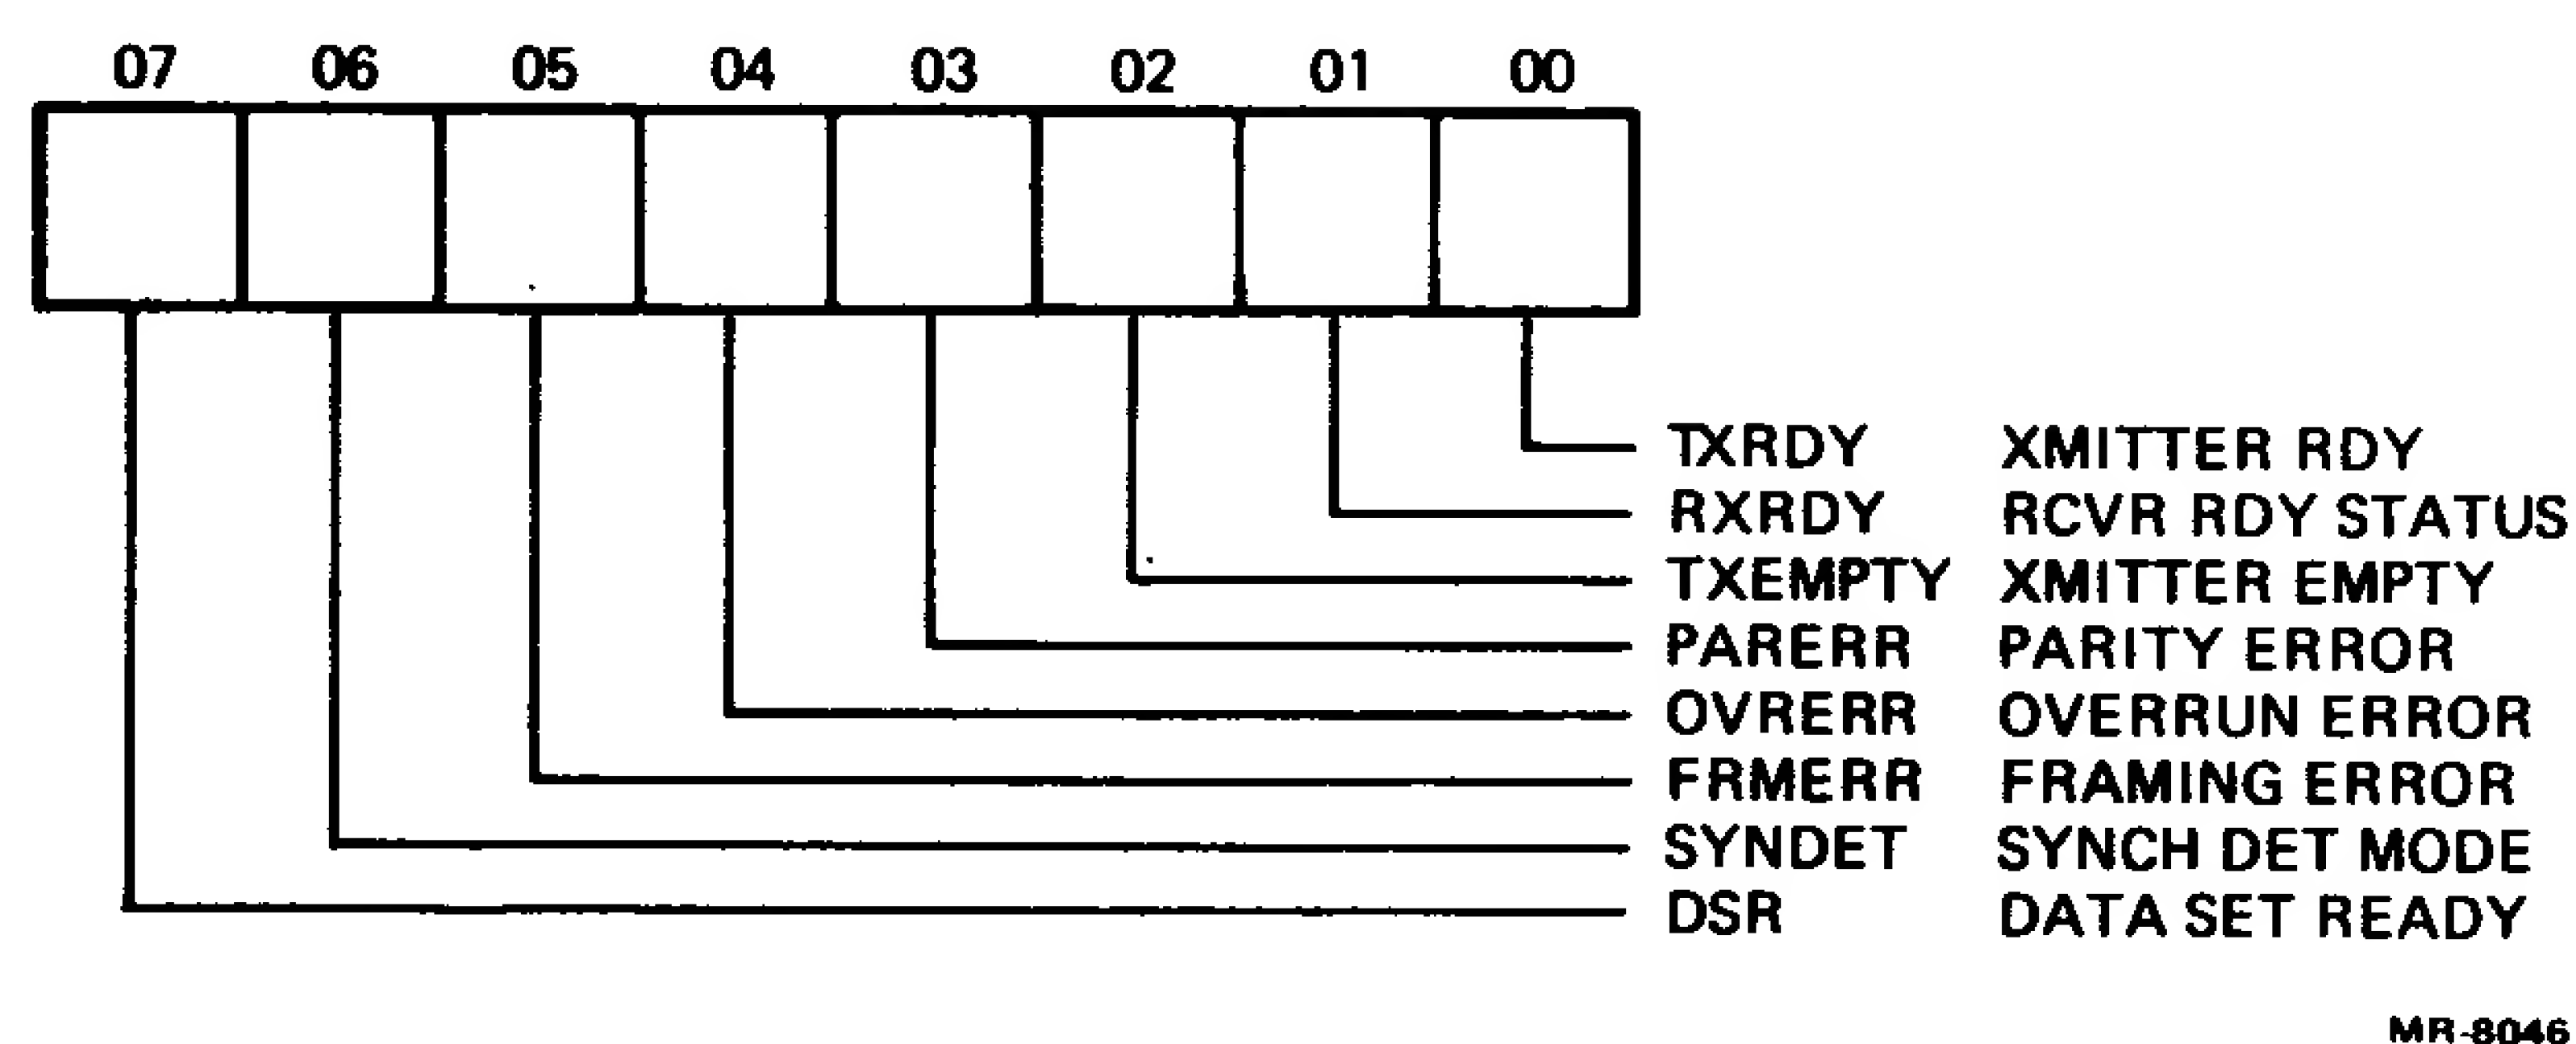 07 06 05 04 03 02 01 00
TXRDY XMITTER RDY
RXRDY RCVR RDY STATUS
TXEMPTY XMITTER EMPTY
PARERR PARITY ERROR
OVRERR OVERRUN ERROR
FRMERR FRAMING ERROR
SYNDET SYNCH DET MODE
DSR DATA SET READY
MR-8046